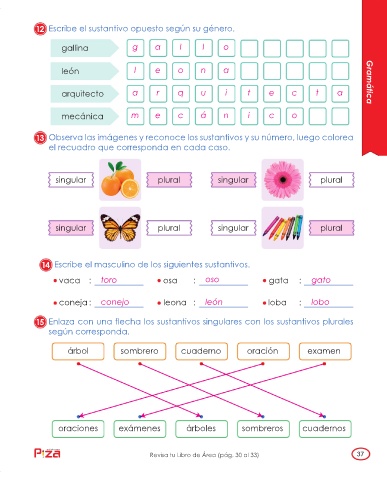 12 Escribe el sustantivo opuesto según su género.
gallina g a l l o
león l e o n a
arquitecto a r q u i t e c t a
mecánica m e c á n i c o
Gramática
13 Observa las imágenes y reconoce los sustantivos y su número, luego colorea
el recuadro que corresponda en cada caso.
singular plural singular plural
singular plural singular plural
14 Escribe el masculino de los siguientes sustantivos.
• vaca : toro • osa : oso • gata : gato
• coneja : conejo • leona : león • loba : lobo
15 Enlaza con una flecha los sustantivos singulares con los sustantivos plurales
según corresponda.
árbol sombrero cuaderno oración examen
oraciones exámenes árboles sombreros cuadernos
Piza Revisa tu Libro de Área (pág. 30 al 33) 37